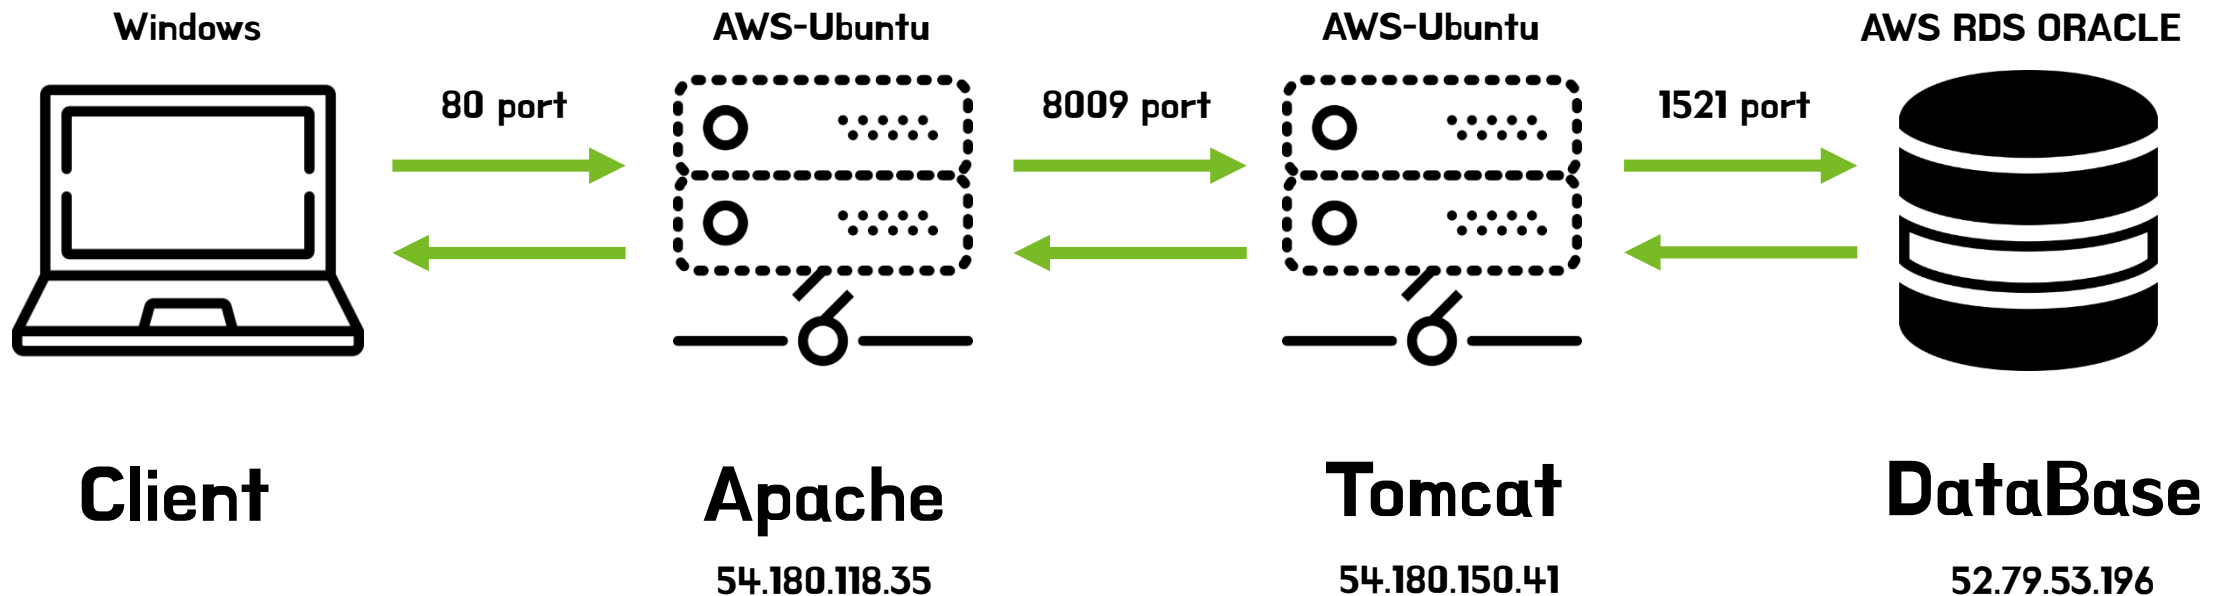 Windows
AWS-Ubuntu
AWS-Ubuntu
AWS RDS ORACLE
80 port
8009 port
1521 port
Client
Apache
Tomcat
DataBase
54.180.118.35
54.180.150.41
52.79.53.196